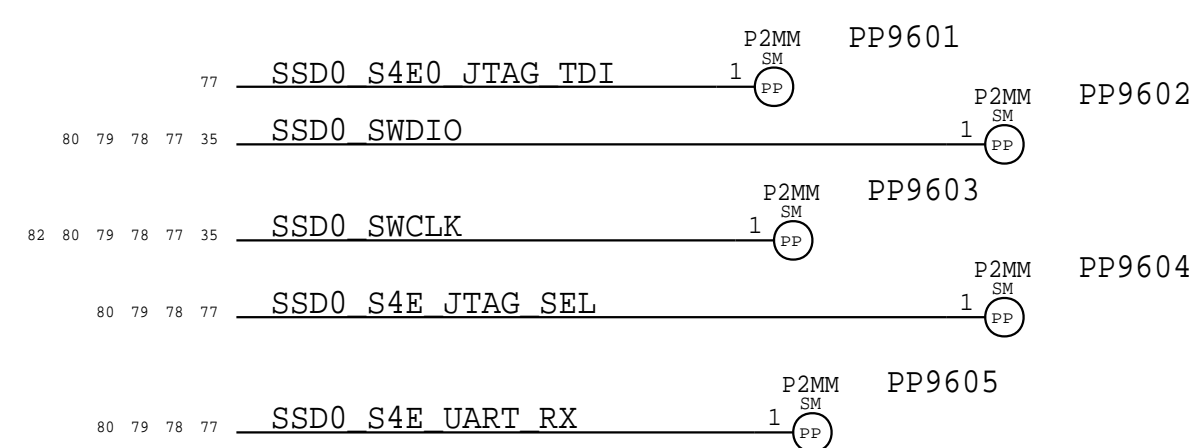 P2MM PP9601
SM
77 SSD0_S4E0_JTAG_TDI 1 PP
P2MM PP9602
SM
80 79 78 77 35 SSD0_SWDIO 1 PP
P2MM PP9603
SM
82 80 79 78 77 35 SSD0_SWCLK 1 PP
P2MM PP9604
SM
80 79 78 77 SSD0_S4E_JTAG_SEL 1 PP
P2MM PP9605
SM
80 79 78 77 SSD0_S4E_UART_RX 1 PP